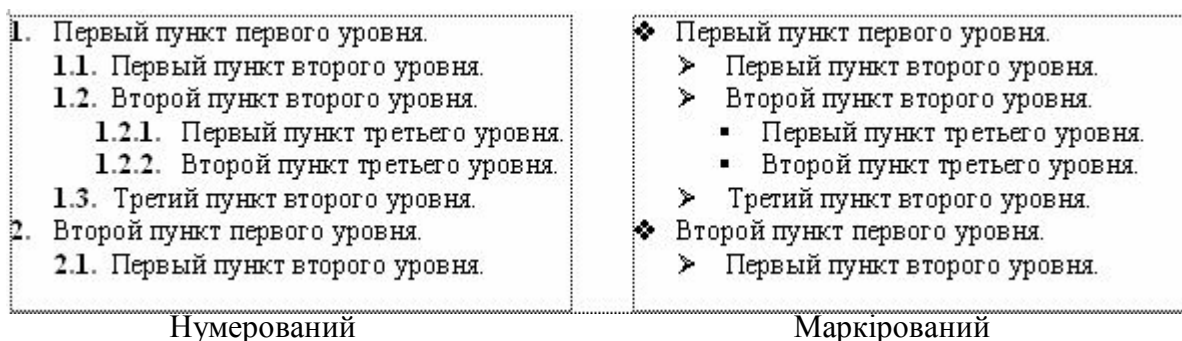 1. Первый пункт первого уровня.
1.1. Первый пункт второго уровня.
1.2. Второй пункт второго уровня.
1.2.1. Первый пункт третьего уровня.
1.2.2. Второй пункт третьего уровня.
1.3. Третий пункт второго уровня.
2. Второй пункт первого уровня.
2.1. Первый пункт второго уровня.
Нумерований
❖ Первый пункт первого уровня.
➢ Первый пункт второго уровня.
➢ Второй пункт второго уровня.
▪ Первый пункт третьего уровня.
▪ Второй пункт третьего уровня.
➢ Третий пункт второго уровня.
❖ Второй пункт первого уровня.
➢ Первый пункт второго уровня.
Маркірований